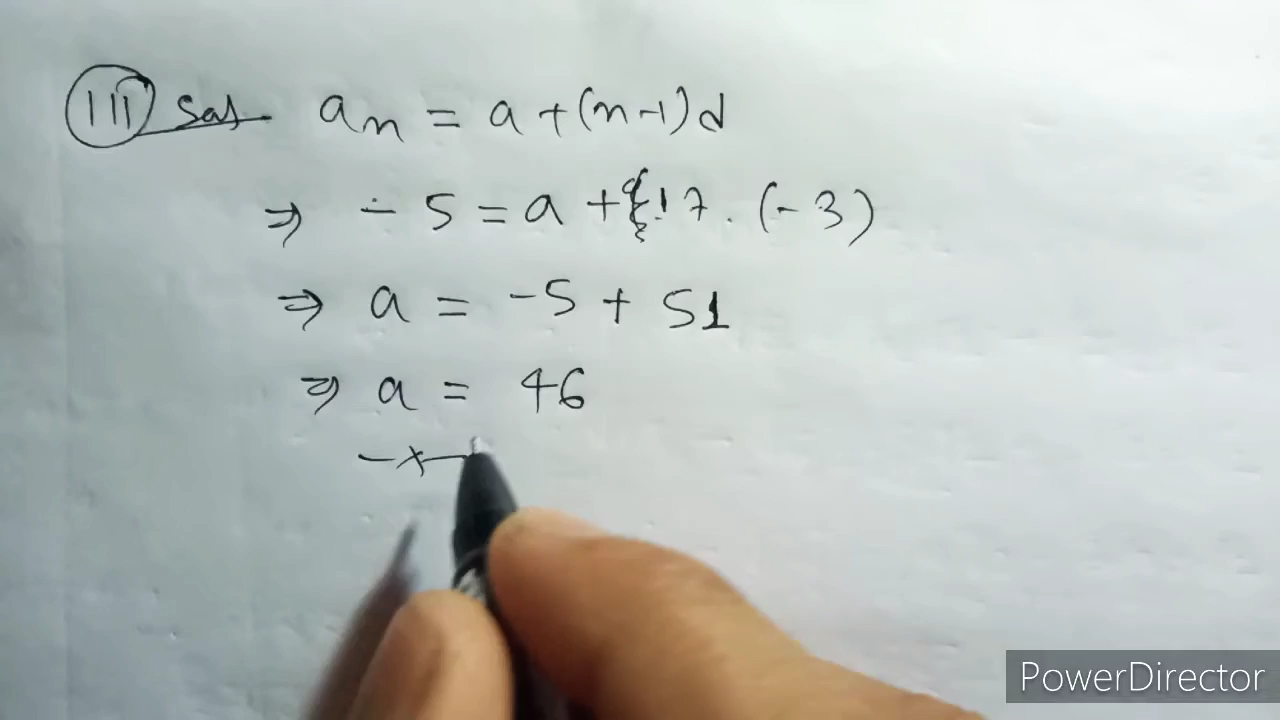 (III) Sol. aₙ = a + (n-1)d
⇒ - 5 = a + 17 . (-3)
⇒ a = -5 + 51
⇒ a = 46
—x—
PowerDirector